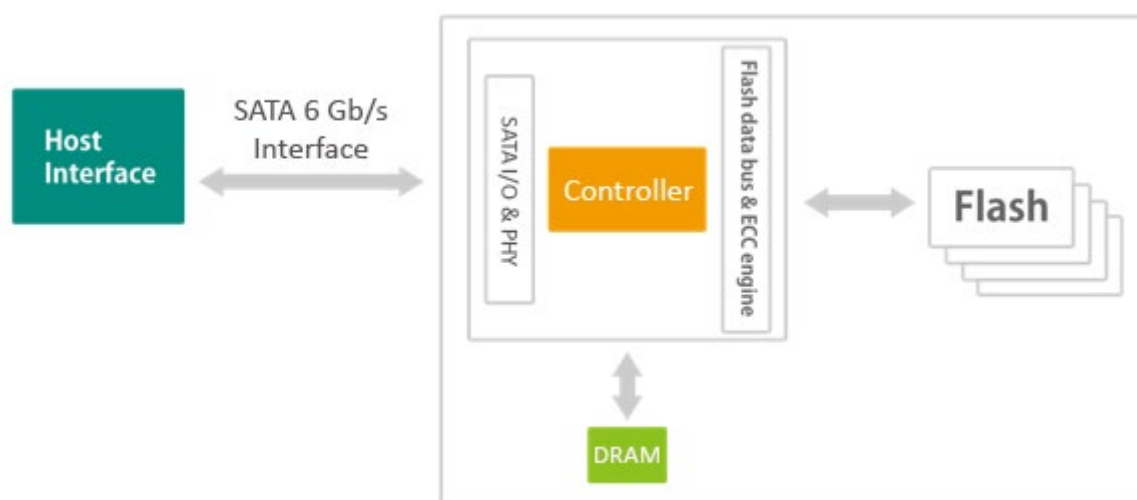 Host
Interface
SATA 6 Gb/s
Interface
SATA I/O & PHY
Controller
Flash data bus & ECC engine
Flash
DRAM